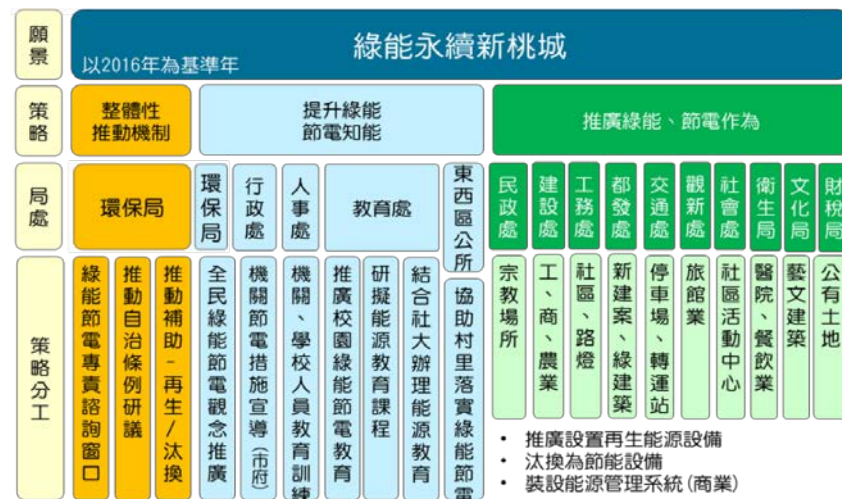 願景
綠能永續新桃城
以2016年為基準年
策略
整體性
推動機制
提升綠能
節電知能
推廣綠能、節電作為
局處
環保局
環保局
行政處
人事處
教育處
東西區公所
民政處
建設處
工務處
都發處
交通處
觀新處
社會處
衛生局
文化局
財稅局
策略分工
綠能節電專責諮詢窗口
推動自治條例研議
推動補助-再生/汰換
全民綠能節電觀念推廣
機關節電措施宣導(市府)
機關、學校人員教育訓練
推廣校園綠能節電教育
研擬能源教育課程
結合社大辦理能源教育
協助村里落實綠能節電
宗教場所
工、商、農業
社區、路燈
新建案、綠建築
停車場、轉運站
旅館業
社區活動中心
醫院、餐飲業
藝文建築
公有土地
• 推廣設置再生能源設備
• 汰換為節能設備
• 裝設能源管理系統(商業)